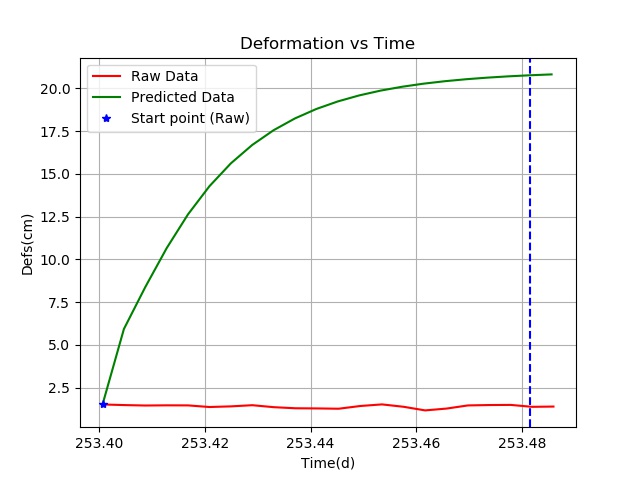 Deformation vs Time
Raw Data
Predicted Data
Start point (Raw)
20.0
17.5
15.0
12.5
10.0
7.5
5.0
2.5
Defs(cm)
253.40 253.42 253.44 253.46 253.48
Time(d)